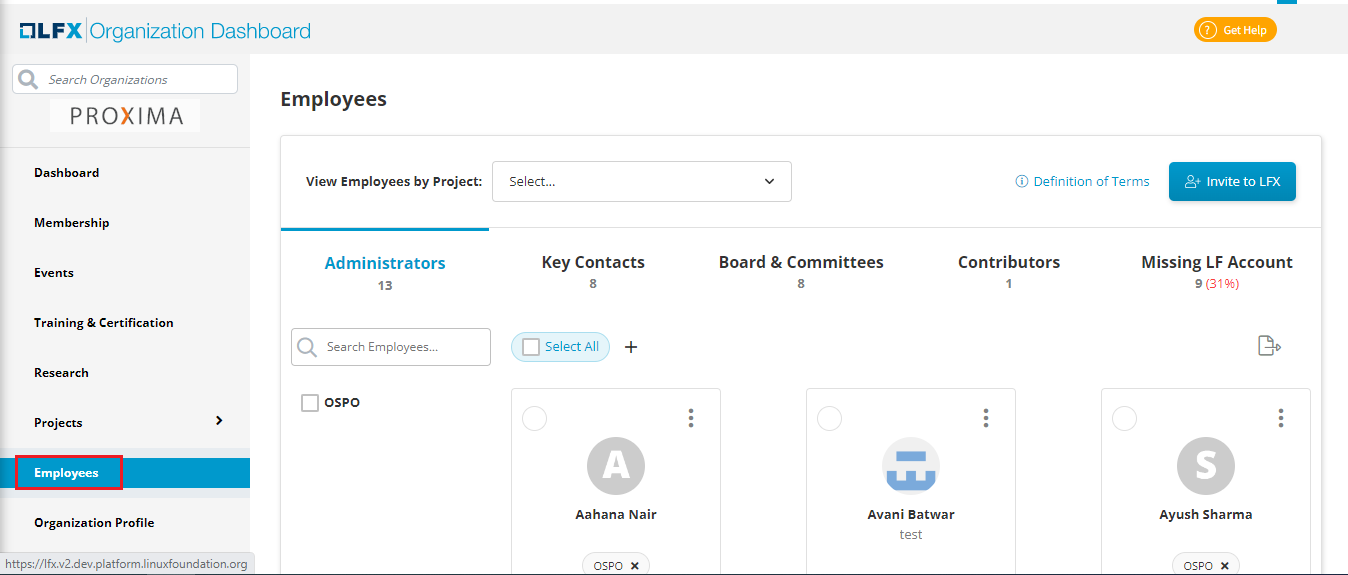 LFX Organization Dashboard
? Get Help
Search Organizations
PROXIMA
Dashboard
Membership
Events
Training & Certification
Research
Projects
Employees
Organization Profile
https://lfx.v2.dev.platform.linuxfoundation.org
Employees
View Employees by Project: Select... Definition of Terms Invite to LFX
Administrators Key Contacts Board & Committees Contributors Missing LF Account
13 8 8 1 9 (31%)
Search Employees... Select All +
OSPO
A S
Aahana Nair Avani Batwar Ayush Sharma
test
OSPO × OSPO ×